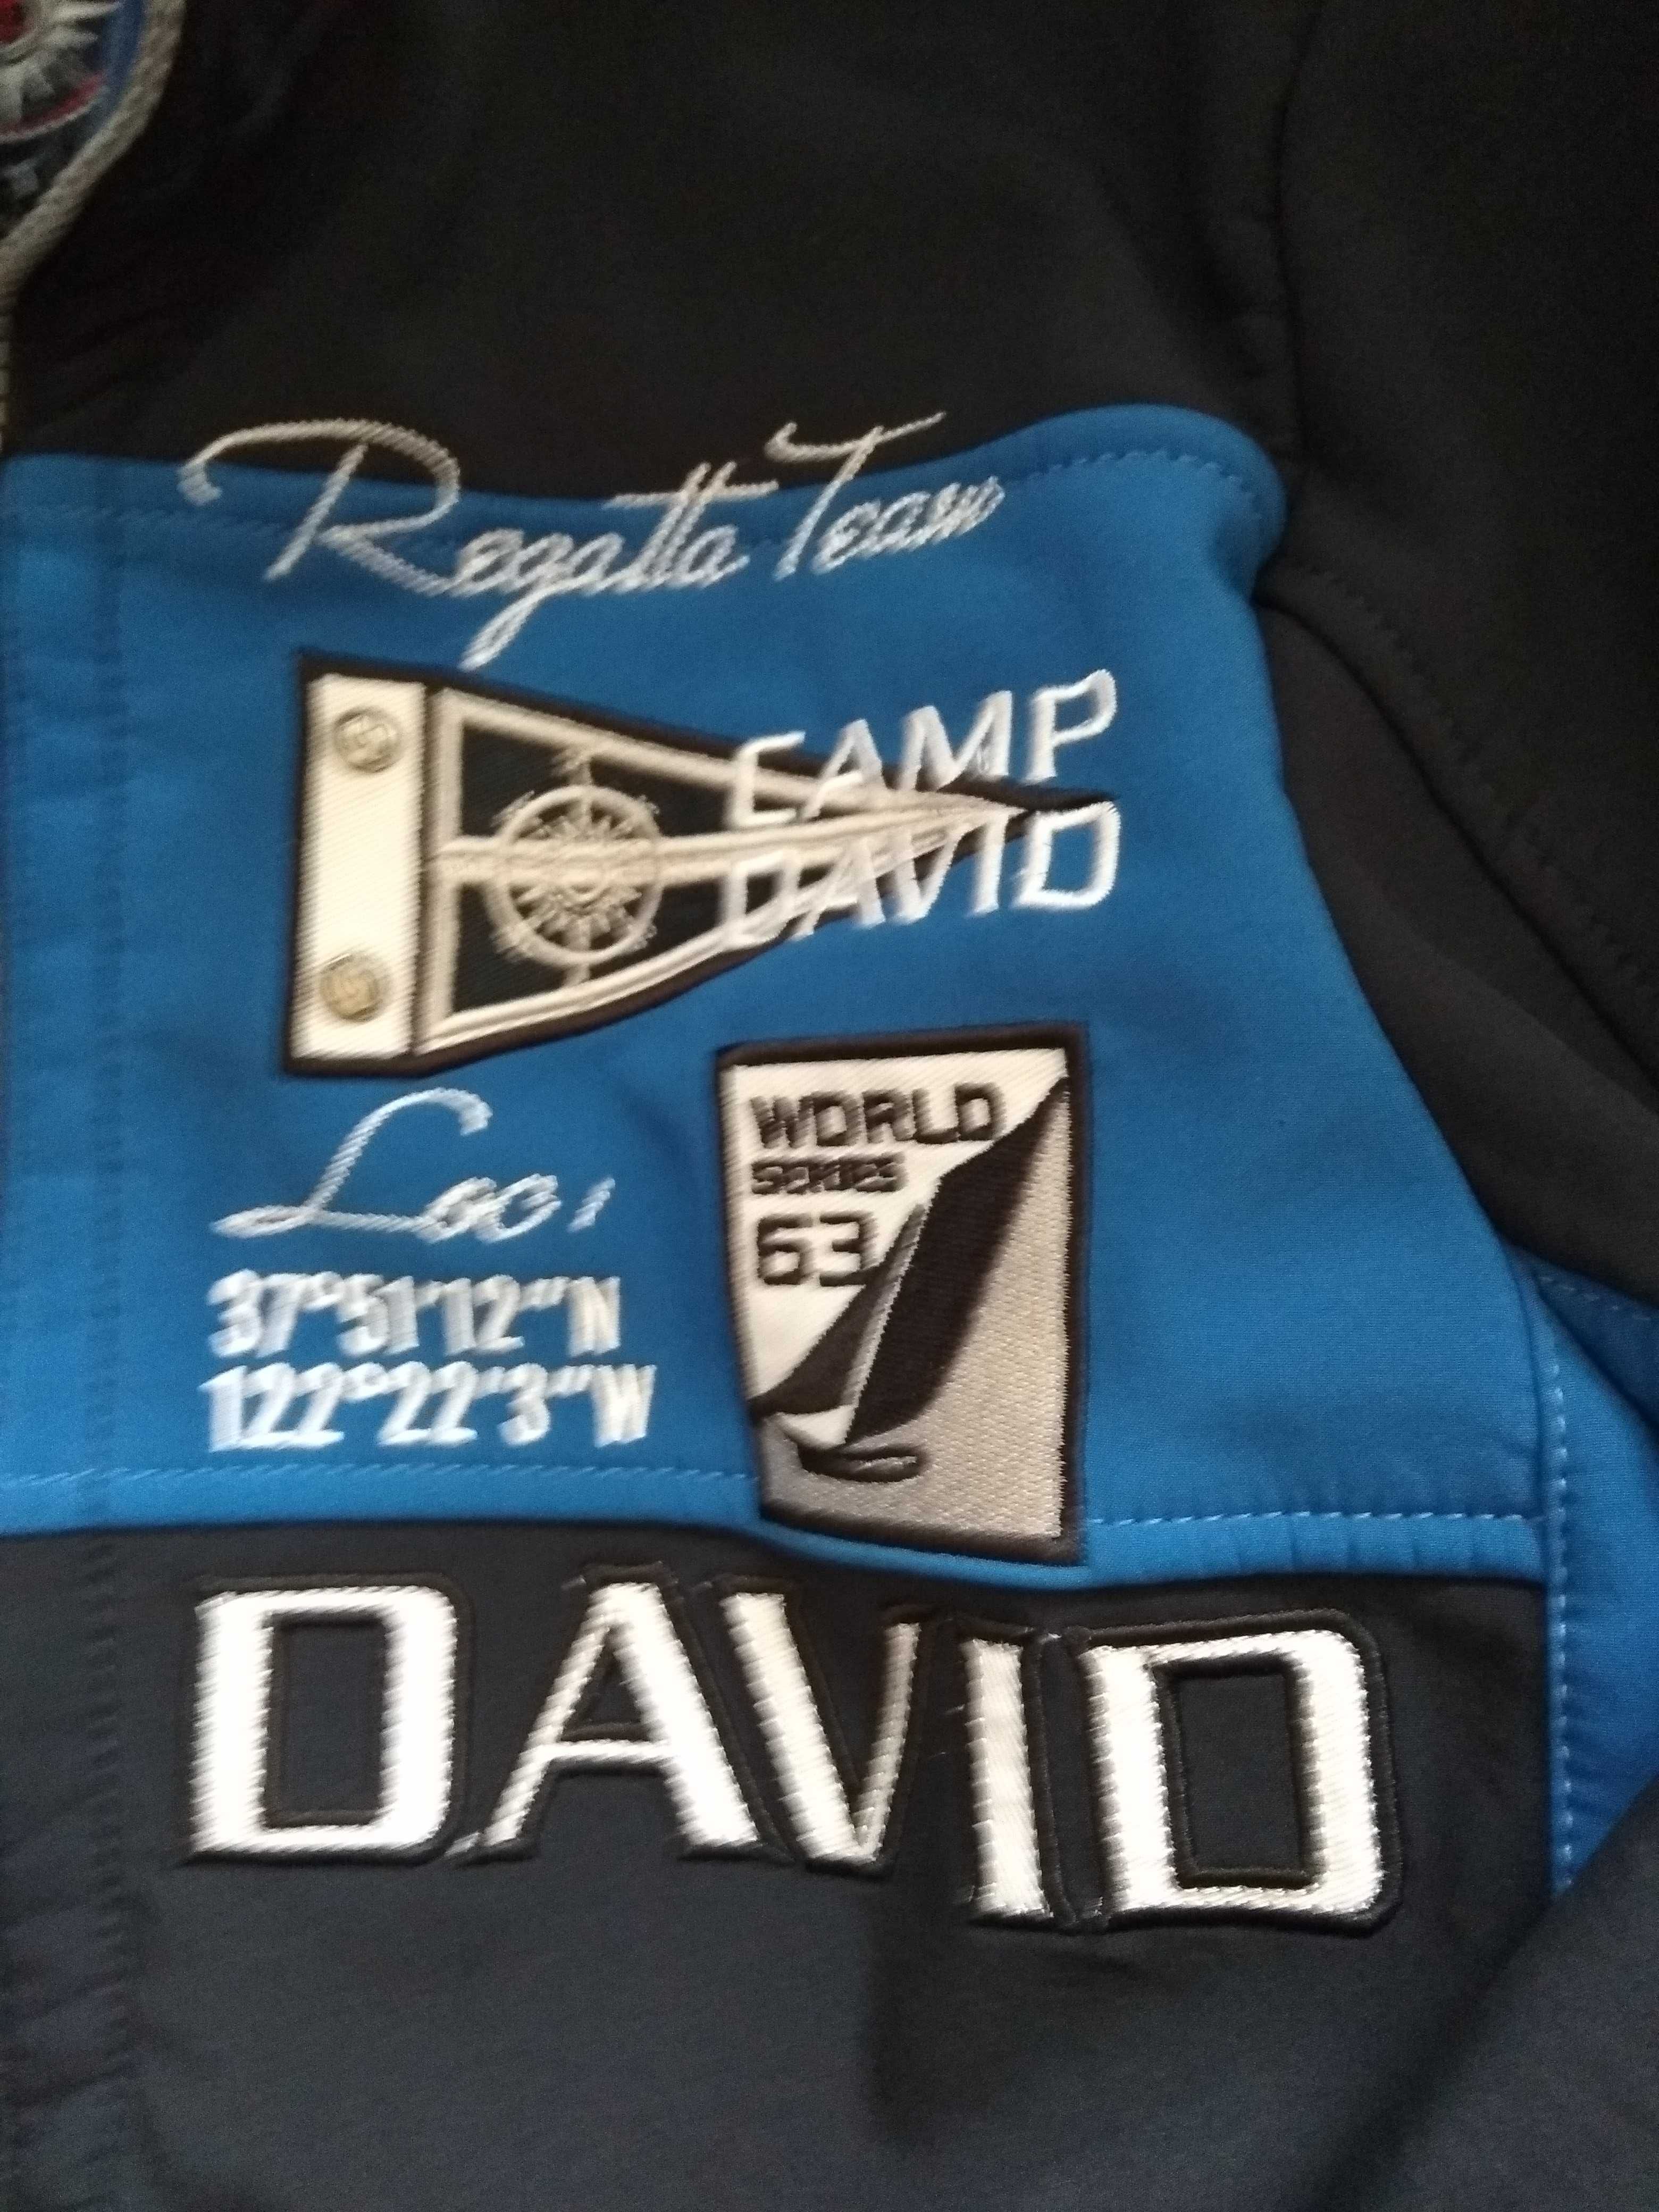 Regatta Team
CAMP
DAVID
WORLD
SERIES
63
Loc:
37°51'12"N
122°22'3"W
DAVID